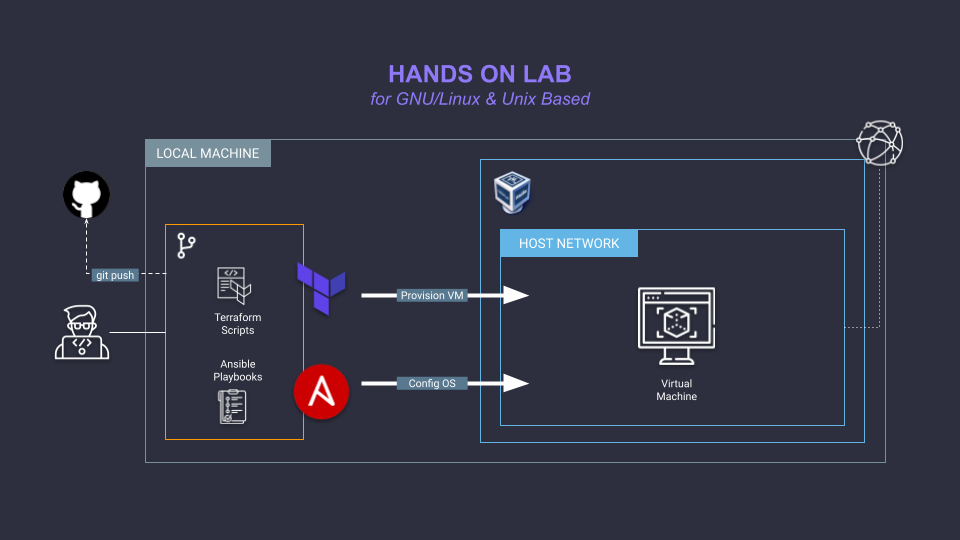 HANDS ON LAB
for GNU/Linux & Unix Based
LOCAL MACHINE
HOST NETWORK
git push
Terraform
Scripts
Provision VM
Ansible
Playbooks
Config OS
Virtual
Machine